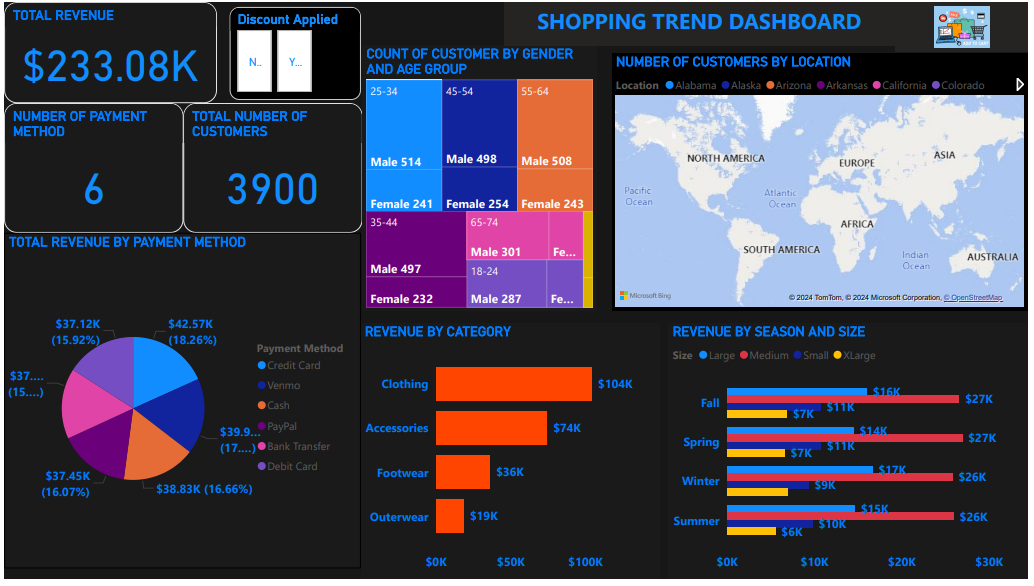 TOTAL REVENUE
$233.08K
Discount Applied
N..
Y...
SHOPPING TREND DASHBOARD
NUMBER OF PAYMENT
METHOD
6
TOTAL NUMBER OF
CUSTOMERS
3900
COUNT OF CUSTOMER BY GENDER
AND AGE GROUP
25-34
Male 514
Female 241
45-54
Male 498
Female 254
55-64
Male 508
Female 243
35-44
Male 497
Female 232
65-74
Male 301
Fe...
18-24
Male 287
Fe...
NUMBER OF CUSTOMERS BY LOCATION
Location Alabama Alaska Arizona Arkansas California Colorado
NORTH AMERICA
EUROPE
ASIA
Pacific
Ocean
Atlantic
Ocean
AFRICA
SOUTH AMERICA
Indian
Ocean
AUSTRALIA
Microsoft Bing
© 2024 TomTom, © 2024 Microsoft Corporation, © OpenStreetMap
TOTAL REVENUE BY PAYMENT METHOD
$37.12K
(15.92%)
$42.57K
(18.26%)
$37....
(15....)
$39.9...
(17....)
$37.45K
(16.07%)
$38.83K (16.66%)
Payment Method
Credit Card
Venmo
Cash
PayPal
Bank Transfer
Debit Card
REVENUE BY CATEGORY
Clothing $104K
Accessories $74K
Footwear $36K
Outerwear $19K
$0K $50K $100K
REVENUE BY SEASON AND SIZE
Size Large Medium Small XLarge
Fall
$16K
$27K
$11K
$7K
Spring
$14K
$27K
$11K
$7K
Winter
$17K
$26K
$9K
Summer
$15K
$26K
$10K
$6K
$0K $10K $20K $30K